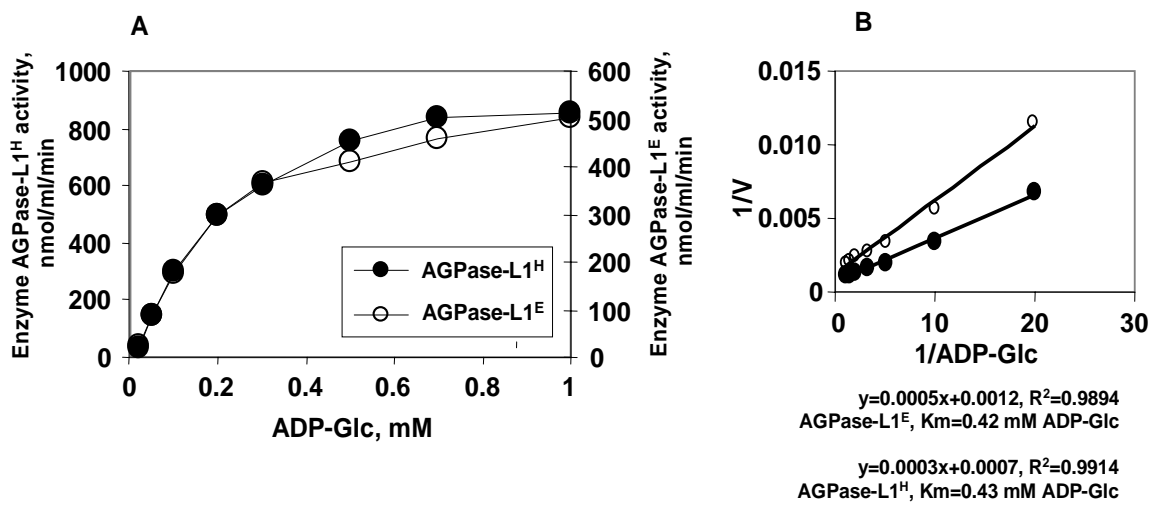 A
Enzyme AGPase-L1ᴴ activity,
nmol/ml/min
1000
800
600
400
200
0
600
500
400
300
200
100
0
Enzyme AGPase-L1ᴱ activity,
nmol/ml/min
AGPase-L1ᴴ
AGPase-L1ᴱ
0 0.2 0.4 0.6 0.8 1
ADP-Glc, mM
B
1/V
0.015
0.010
0.005
0
0 10 20 30
1/ADP-Glc
y=0.0005x+0.0012, R²=0.9894
AGPase-L1ᴱ, Km=0.42 mM ADP-Glc
y=0.0003x+0.0007, R²=0.9914
AGPase-L1ᴴ, Km=0.43 mM ADP-Glc